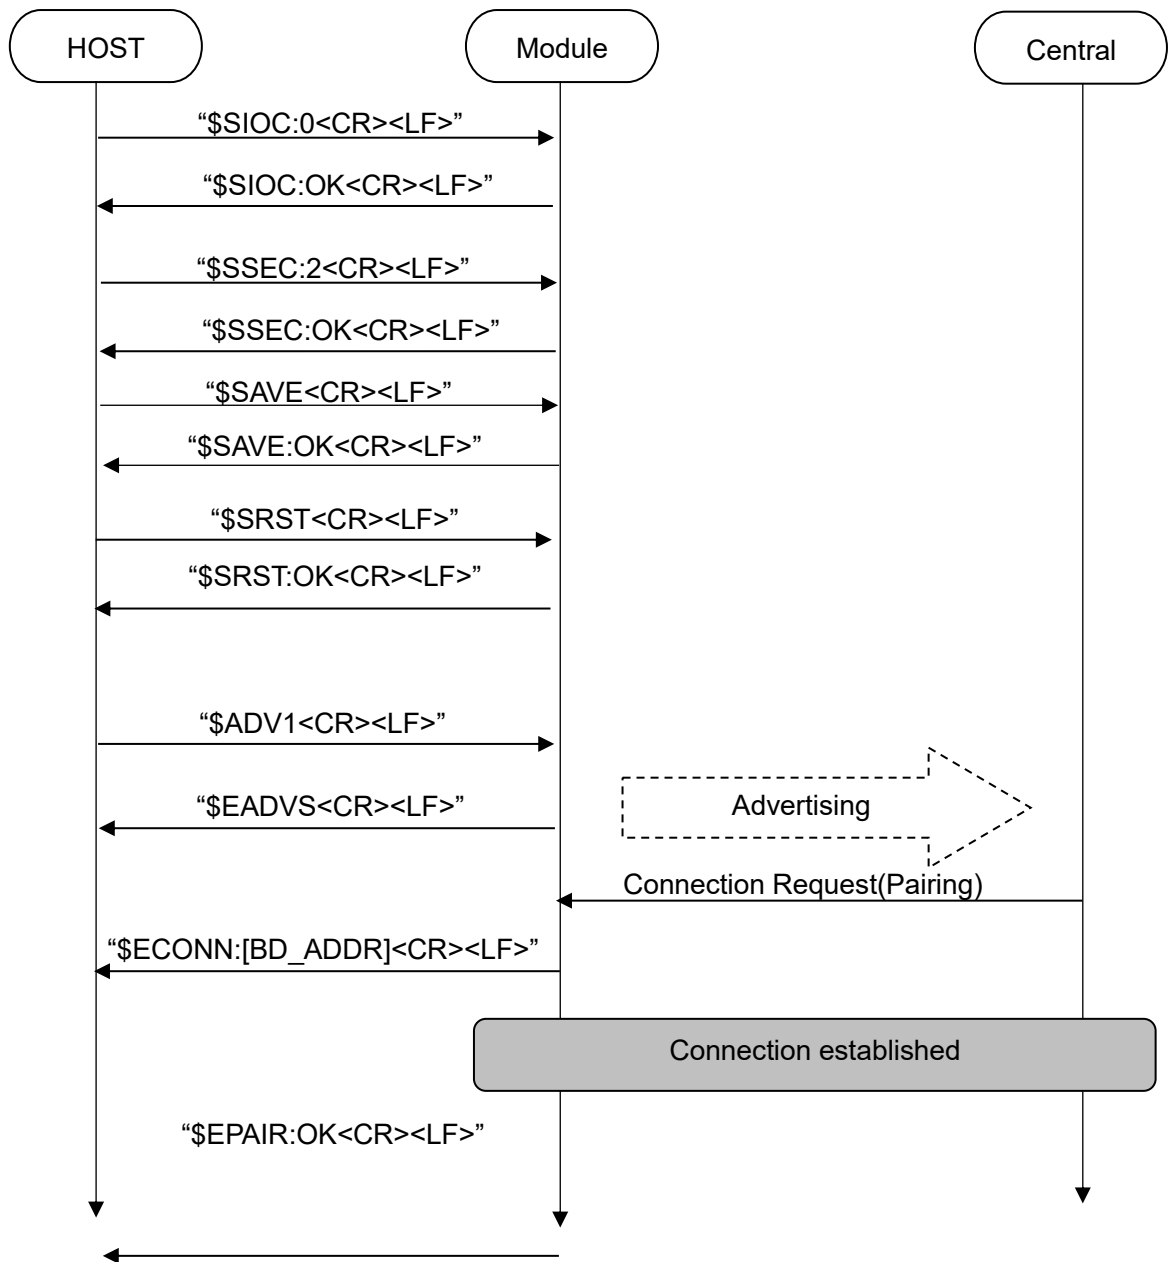 HOST
Module
Central
“$SIOC:0<CR><LF>”
“$SIOC:OK<CR><LF>”
“$SSEC:2<CR><LF>”
“$SSEC:OK<CR><LF>”
“$SAVE<CR><LF>”
“$SAVE:OK<CR><LF>”
“$SRST<CR><LF>”
“$SRST:OK<CR><LF>”
“$ADV1<CR><LF>”
“$EADVS<CR><LF>”
Advertising
Connection Request(Pairing)
“$ECONN:[BD_ADDR]<CR><LF>”
Connection established
“$EPAIR:OK<CR><LF>”